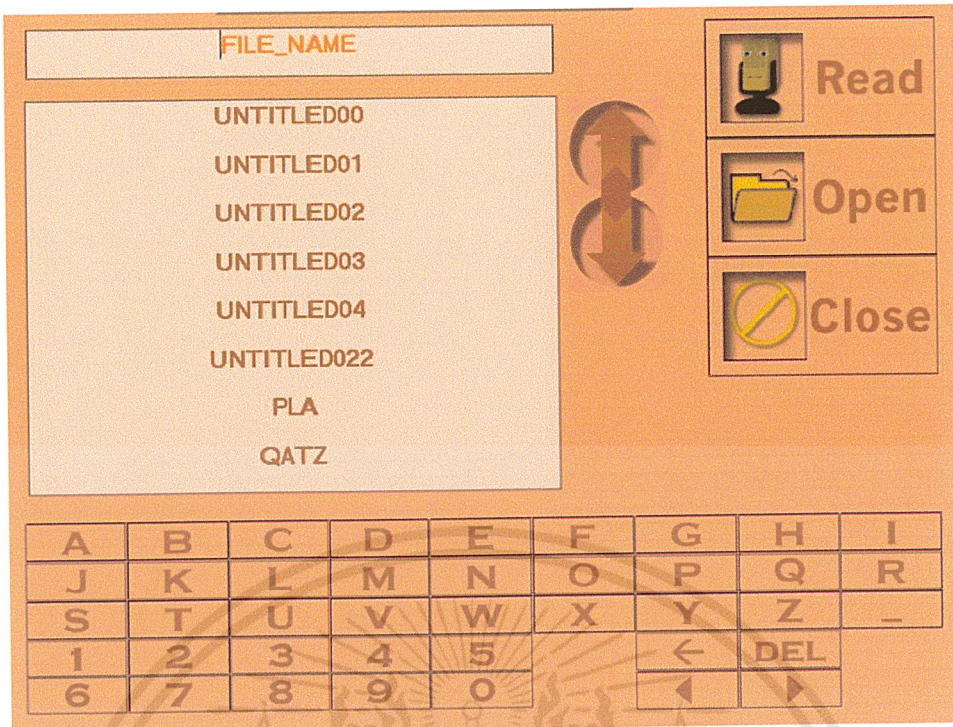 FILE_NAME
UNTITLED00
UNTITLED01
UNTITLED02
UNTITLED03
UNTITLED04
UNTITLED022
PLA
QATZ
Read
Open
Close
A B C D E F G H I
J K L M N O P Q R
S T U V W X Y Z _
1 2 3 4 5 ← DEL
6 7 8 9 0 ◀ ▶